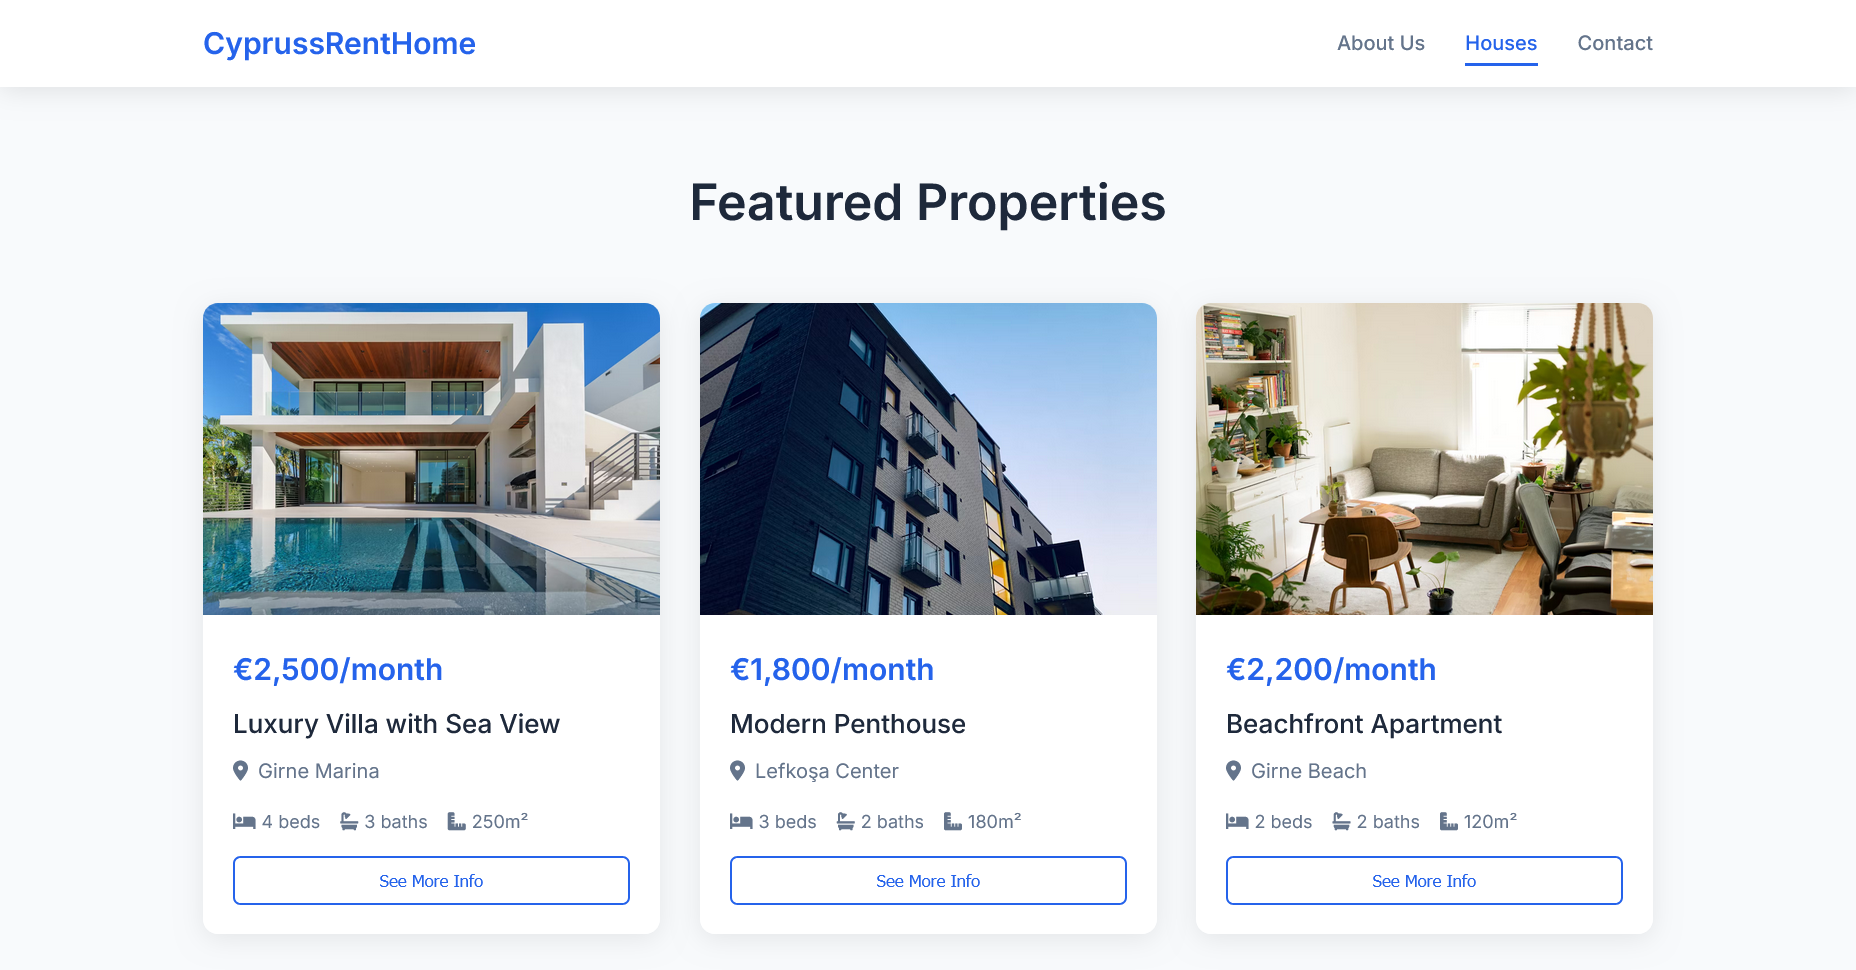 CyprussRentHome
About Us Houses Contact
Featured Properties
€2,500/month
Luxury Villa with Sea View
Girne Marina
4 beds 3 baths 250m²
See More Info
€1,800/month
Modern Penthouse
Lefkoşa Center
3 beds 2 baths 180m²
See More Info
€2,200/month
Beachfront Apartment
Girne Beach
2 beds 2 baths 120m²
See More Info